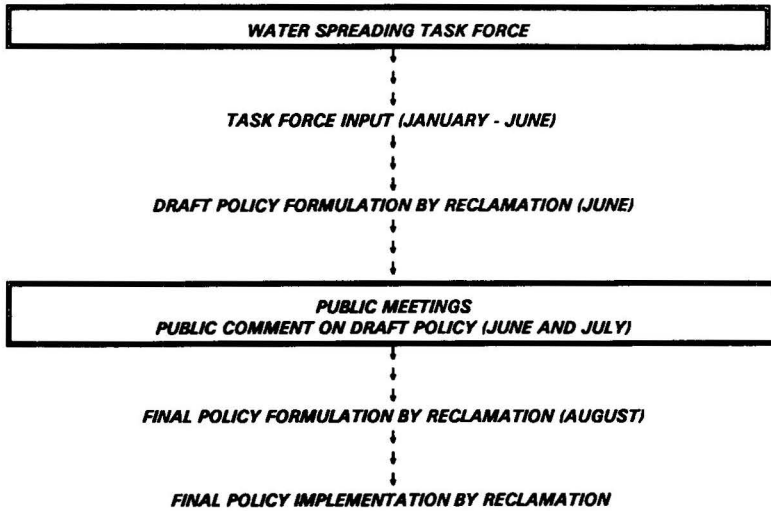 WATER SPREADING TASK FORCE
TASK FORCE INPUT (JANUARY - JUNE)
DRAFT POLICY FORMULATION BY RECLAMATION (JUNE)
PUBLIC MEETINGS
PUBLIC COMMENT ON DRAFT POLICY (JUNE AND JULY)
FINAL POLICY FORMULATION BY RECLAMATION (AUGUST)
FINAL POLICY IMPLEMENTATION BY RECLAMATION